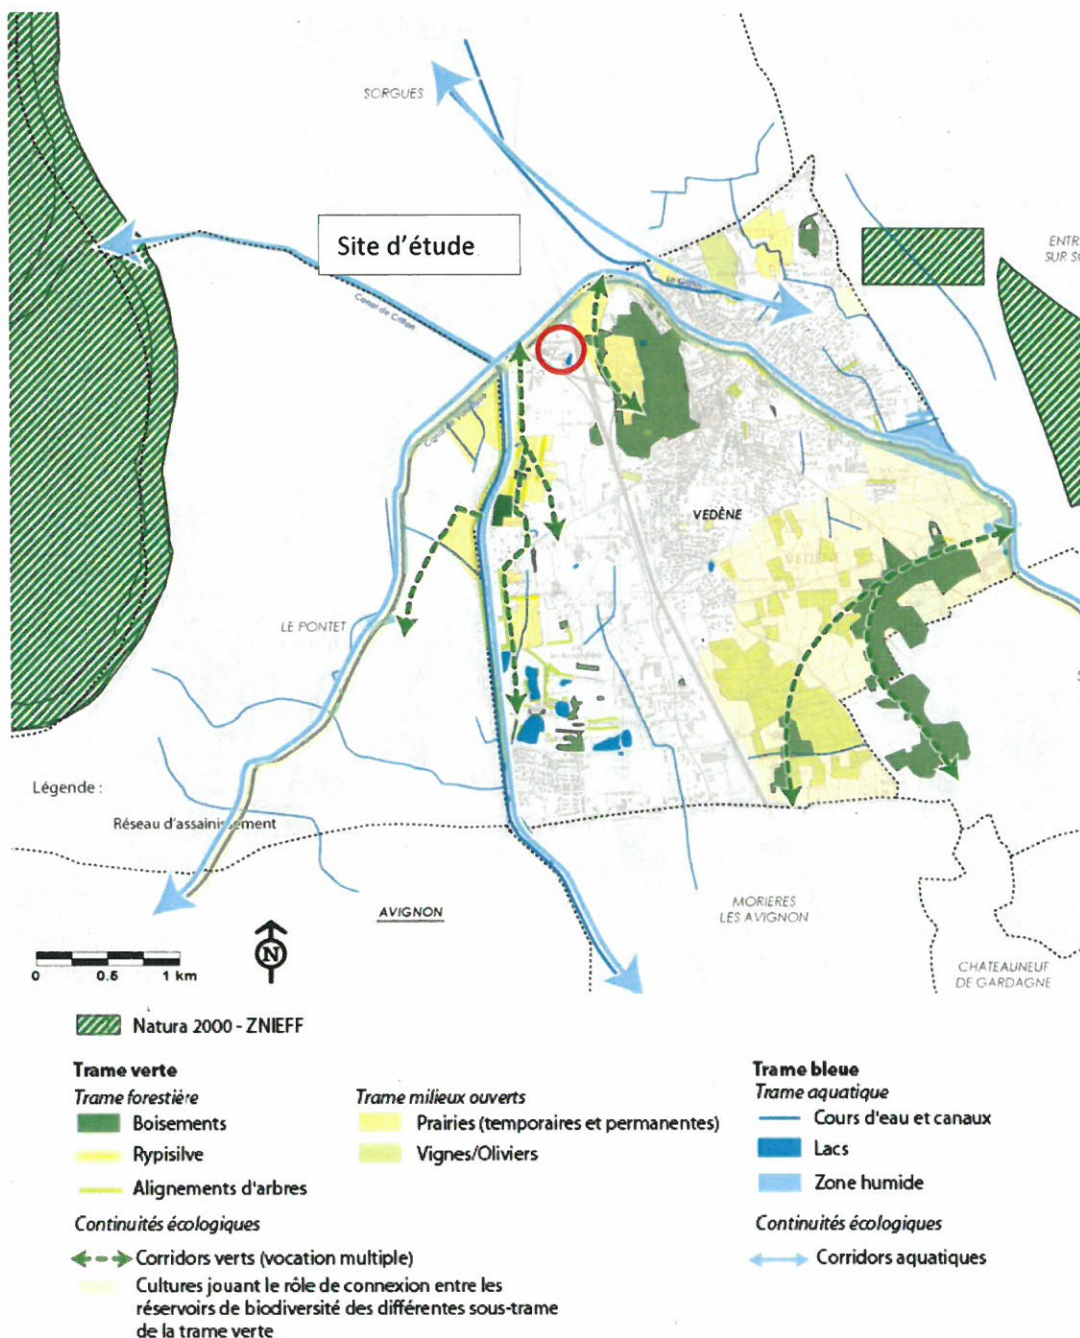 SORGUES
Site d'étude
ENTR
SUR SO
Canal de Crillon
VEDÈNE
VEDÈNE
LE PONTET
S
Légende :
Réseau d'assainissement
AVIGNON
MORIERES
LES AVIGNON
CHATEAUNEUF
DE GARDAGNE
N
0 0.5 1 km
Natura 2000 - ZNIEFF
Trame verte
Trame forestière
Boisements
Rypisilve
Alignements d'arbres
Continuités écologiques
Corridors verts (vocation multiple)
Cultures jouant le rôle de connexion entre les
réservoirs de biodiversité des différentes sous-trame
de la trame verte
Trame milieux ouverts
Prairies (temporaires et permanentes)
Vignes/Oliviers
Trame bleue
Trame aquatique
Cours d'eau et canaux
Lacs
Zone humide
Continuités écologiques
Corridors aquatiques